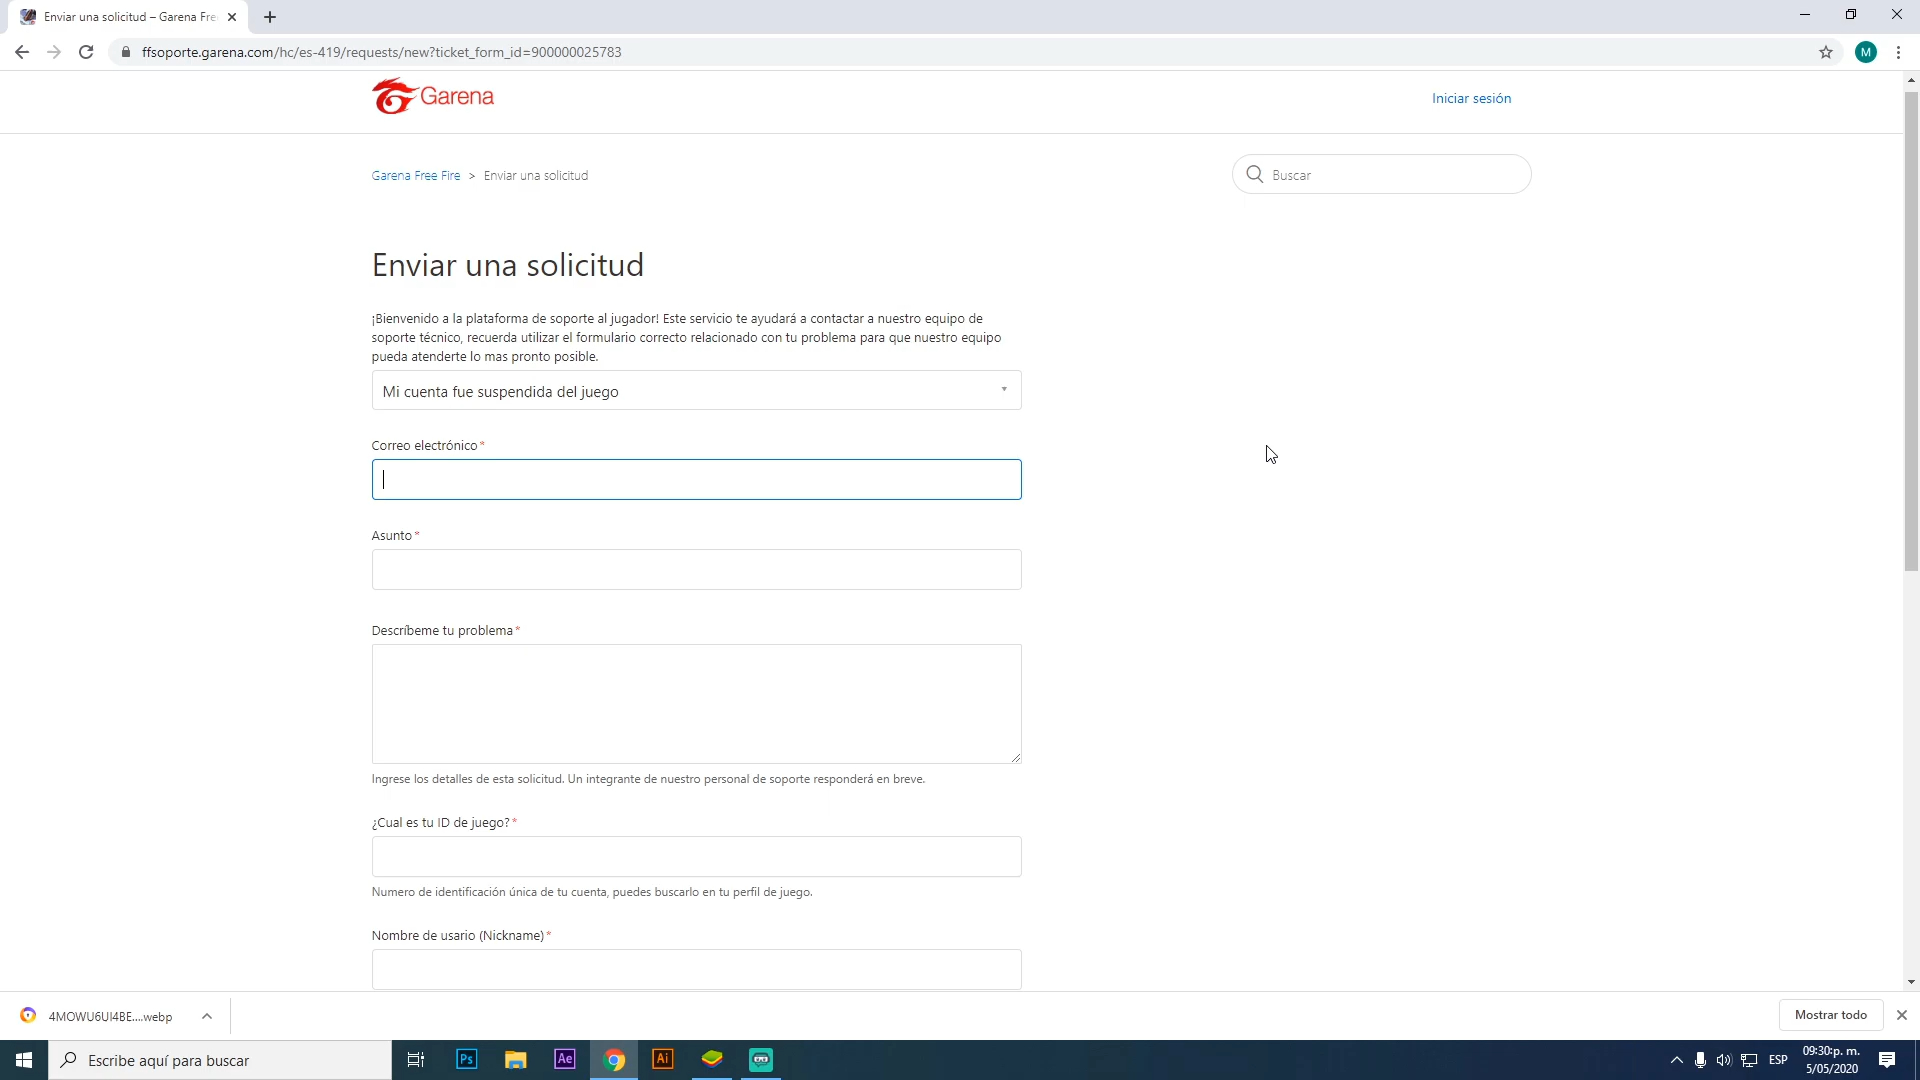 Enviar una solicitud – Garena Fre
ffsoporte.garena.com/hc/es-419/requests/new?ticket_form_id=900000025783
M
Garena
Iniciar sesión
Garena Free Fire > Enviar una solicitud
Buscar
Enviar una solicitud
¡Bienvenido a la plataforma de soporte al jugador! Este servicio te ayudará a contactar a nuestro equipo de
soporte técnico, recuerda utilizar el formulario correcto relacionado con tu problema para que nuestro equipo
pueda atenderte lo mas pronto posible.
Mi cuenta fue suspendida del juego
Correo electrónico*
Asunto*
Descríbeme tu problema*
Ingrese los detalles de esta solicitud. Un integrante de nuestro personal de soporte responderá en breve.
¿Cual es tu ID de juego?*
Numero de identificación única de tu cuenta, puedes buscarlo en tu perfil de juego.
Nombre de usario (Nickname)*
4MOWU6UI4BE....webp
Mostrar todo
Escribe aquí para buscar
Ps
Ae
Ai
ESP
09:30:p. m.
5/05/2020